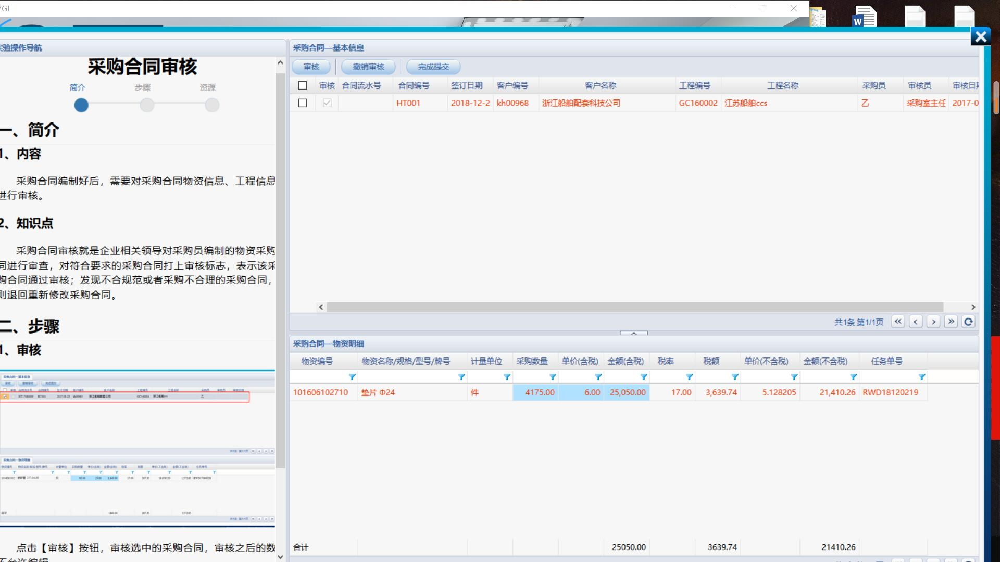 YGL
实验操作导航
采购合同审核
简介 步骤 资源
一、简介
1、内容
采购合同编制好后，需要对采购合同物资信息、工程信息
进行审核。
2、知识点
采购合同审核就是企业相关领导对采购员编制的物资采购
同进行审查，对符合要求的采购合同打上审核标志，表示该采
购合同通过审核；发现不合规范或者采购不合理的采购合同，
则退回重新修改采购合同。
二、步骤
1、审核
点击【审核】按钮，审核选中的采购合同，审核之后的数
不允许编辑
采购合同—基本信息
审核 撤销审核 完成提交
审核 合同流水号 合同编号 签订日期 客户编号 客户名称 工程编号 工程名称 采购员 审核员 审核日期
HT001 2018-12-2 kh00968 浙江船舶配套科技公司 GC160002 江苏船舶ccs 乙 采购室主任 2017-0
共1条 第1/1页
采购合同—物资明细
物资编号 物资名称/规格/型号/牌号 计量单位 采购数量 单价(含税) 金额(含税) 税率 税额 单价(不含税) 金额(不含税) 任务单号
101606102710 垫片 Φ24 件 4175.00 6.00 25,050.00 17.00 3,639.74 5.128205 21,410.26 RWD18120219
合计 25050.00 3639.74 21410.26